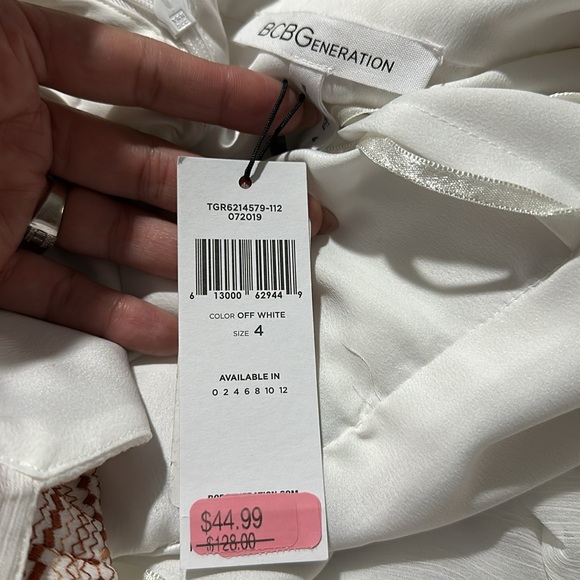 BCBGENERATION
TGR6214579-112
072019
6 13000 62944 9
COLOR OFF WHITE
SIZE 4
AVAILABLE IN
0 2 4 6 8 10 12
$44.99
$128.00